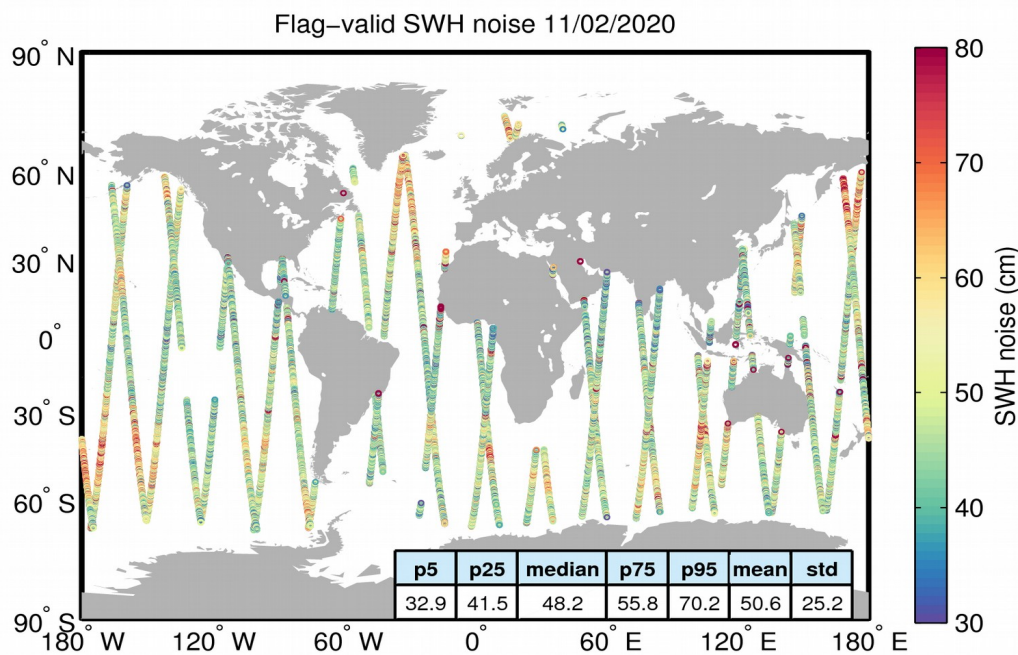 Flag−valid SWH noise 11/02/2020
90° N
60° N
30° N
0°
30° S
60° S
90° S
180° W
120° W
60° W
0°
60° E
120° E
180° E
p5 p25 median p75 p95 mean std
32.9 41.5 48.2 55.8 70.2 50.6 25.2
80
70
60
50
40
30
SWH noise (cm)